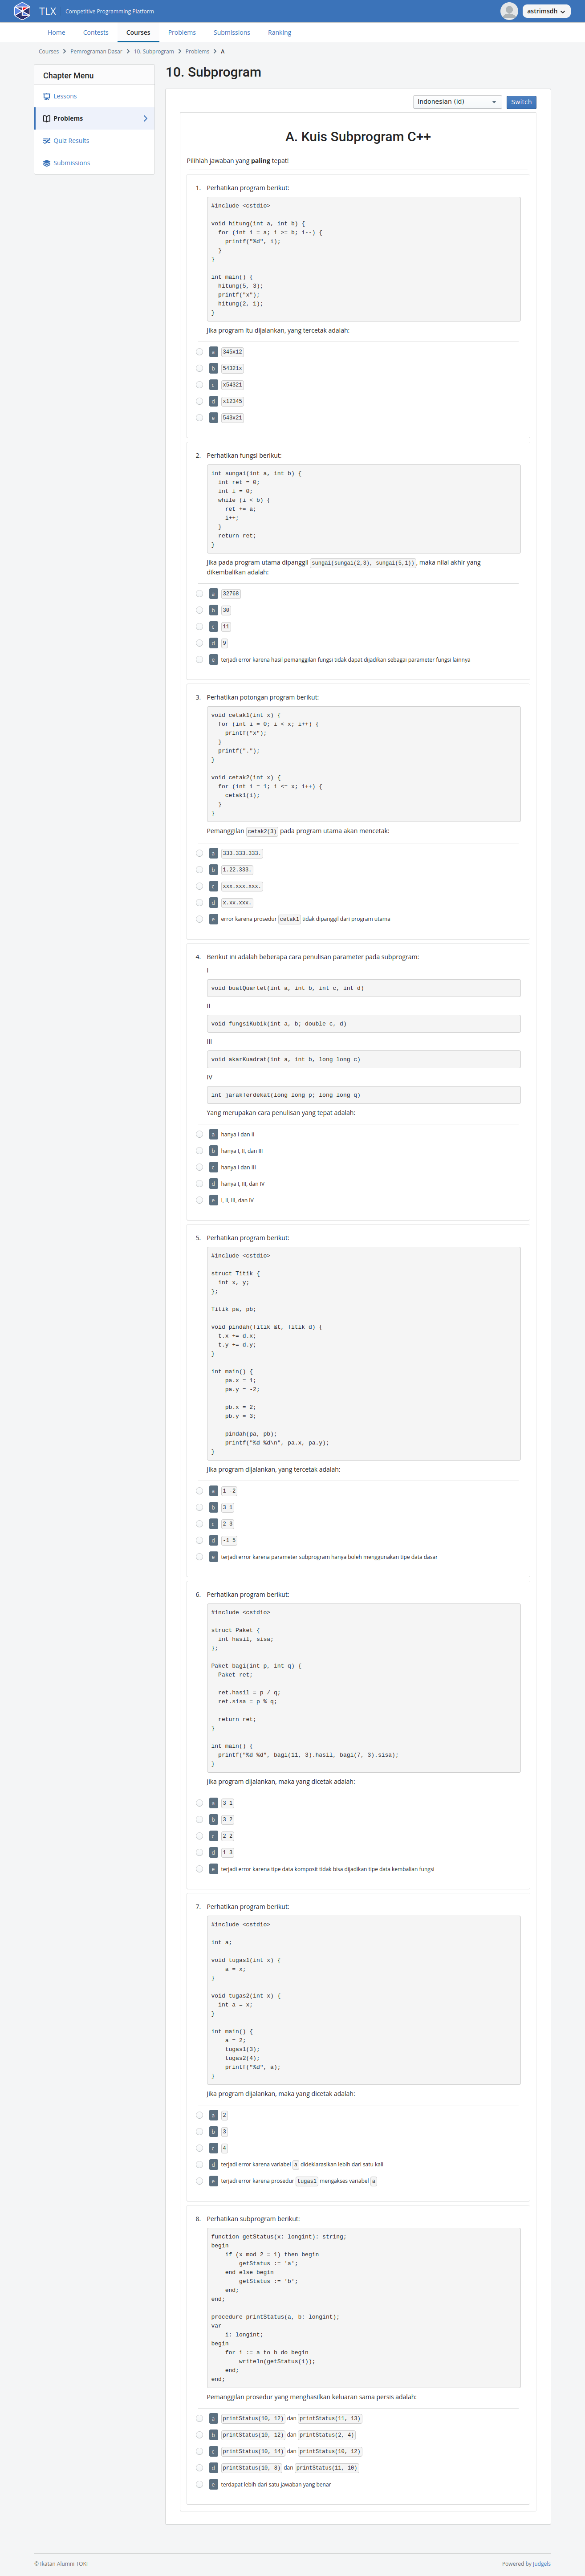 TLX
Competitive Programming Platform
astrimsdh
Home Contests Courses Problems Submissions Ranking
Courses > Pemrograman Dasar > 10. Subprogram > Problems > A
Chapter Menu
Lessons
Problems
Quiz Results
Submissions
10. Subprogram
Indonesian (id)
Switch
A. Kuis Subprogram C++
Pilihlah jawaban yang paling tepat!
1. Perhatikan program berikut:
#include <cstdio>
void hitung(int a, int b) {
for (int i = a; i >= b; i--) {
printf("%d", i);
}
}
int main() {
hitung(5, 3);
printf("x");
hitung(2, 1);
}
Jika program itu dijalankan, yang tercetak adalah:
a 345x12
b 54321x
c x54321
d x12345
e 543x21
2. Perhatikan fungsi berikut:
int sungai(int a, int b) {
int ret = 0;
int i = 0;
while (i < b) {
ret += a;
i++;
}
return ret;
}
Jika pada program utama dipanggil sungai(sungai(2,3), sungai(5,1)), maka nilai akhir yang
dikembalikan adalah:
a 32768
b 30
c 11
d 9
e terjadi error karena hasil pemanggilan fungsi tidak dapat dijadikan sebagai parameter fungsi lainnya
3. Perhatikan potongan program berikut:
void cetak1(int x) {
for (int i = 0; i < x; i++) {
printf("x");
}
printf(".");
}
void cetak2(int x) {
for (int i = 1; i <= x; i++) {
cetak1(i);
}
}
Pemanggilan cetak2(3) pada program utama akan mencetak:
a 333.333.333.
b 1.22.333.
c xxx.xxx.xxx.
d x.xx.xxx.
e error karena prosedur cetak1 tidak dipanggil dari program utama
4. Berikut ini adalah beberapa cara penulisan parameter pada subprogram:
I
void buatQuartet(int a, int b, int c, int d)
II
void fungsiKubik(int a, b; double c, d)
III
void akarKuadrat(int a, int b, long long c)
IV
int jarakTerdekat(long long p; long long q)
Yang merupakan cara penulisan yang tepat adalah:
a hanya I dan II
b hanya I, II, dan III
c hanya I dan III
d hanya I, III, dan IV
e I, II, III, dan IV
5. Perhatikan program berikut:
#include <cstdio>
struct Titik {
int x, y;
};
Titik pa, pb;
void pindah(Titik &t, Titik d) {
t.x += d.x;
t.y += d.y;
}
int main() {
pa.x = 1;
pa.y = -2;
pb.x = 2;
pb.y = 3;
pindah(pa, pb);
printf("%d %d\n", pa.x, pa.y);
}
Jika program dijalankan, yang tercetak adalah:
a 1 -2
b 3 1
c 2 3
d -1 5
e terjadi error karena parameter subprogram hanya boleh menggunakan tipe data dasar
6. Perhatikan program berikut:
#include <cstdio>
struct Paket {
int hasil, sisa;
};
Paket bagi(int p, int q) {
Paket ret;
ret.hasil = p / q;
ret.sisa = p % q;
return ret;
}
int main() {
printf("%d %d", bagi(11, 3).hasil, bagi(7, 3).sisa);
}
Jika program dijalankan, maka yang dicetak adalah:
a 3 1
b 3 2
c 2 2
d 1 3
e terjadi error karena tipe data komposit tidak bisa dijadikan tipe data kembalian fungsi
7. Perhatikan program berikut:
#include <cstdio>
int a;
void tugas1(int x) {
a = x;
}
void tugas2(int x) {
int a = x;
}
int main() {
a = 2;
tugas1(3);
tugas2(4);
printf("%d", a);
}
Jika program dijalankan, maka yang dicetak adalah:
a 2
b 3
c 4
d terjadi error karena variabel a dideklarasikan lebih dari satu kali
e terjadi error karena prosedur tugas1 mengakses variabel a
8. Perhatikan subprogram berikut:
function getStatus(x: longint): string;
begin
if (x mod 2 = 1) then begin
getStatus := 'a';
end else begin
getStatus := 'b';
end;
end;
procedure printStatus(a, b: longint);
var
i: longint;
begin
for i := a to b do begin
writeln(getStatus(i));
end;
end;
Pemanggilan prosedur yang menghasilkan keluaran sama persis adalah:
a printStatus(10, 12) dan printStatus(11, 13)
b printStatus(10, 12) dan printStatus(2, 4)
c printStatus(10, 14) dan printStatus(10, 12)
d printStatus(10, 8) dan printStatus(11, 10)
e terdapat lebih dari satu jawaban yang benar
© Ikatan Alumni TOKI
Powered by Judgels